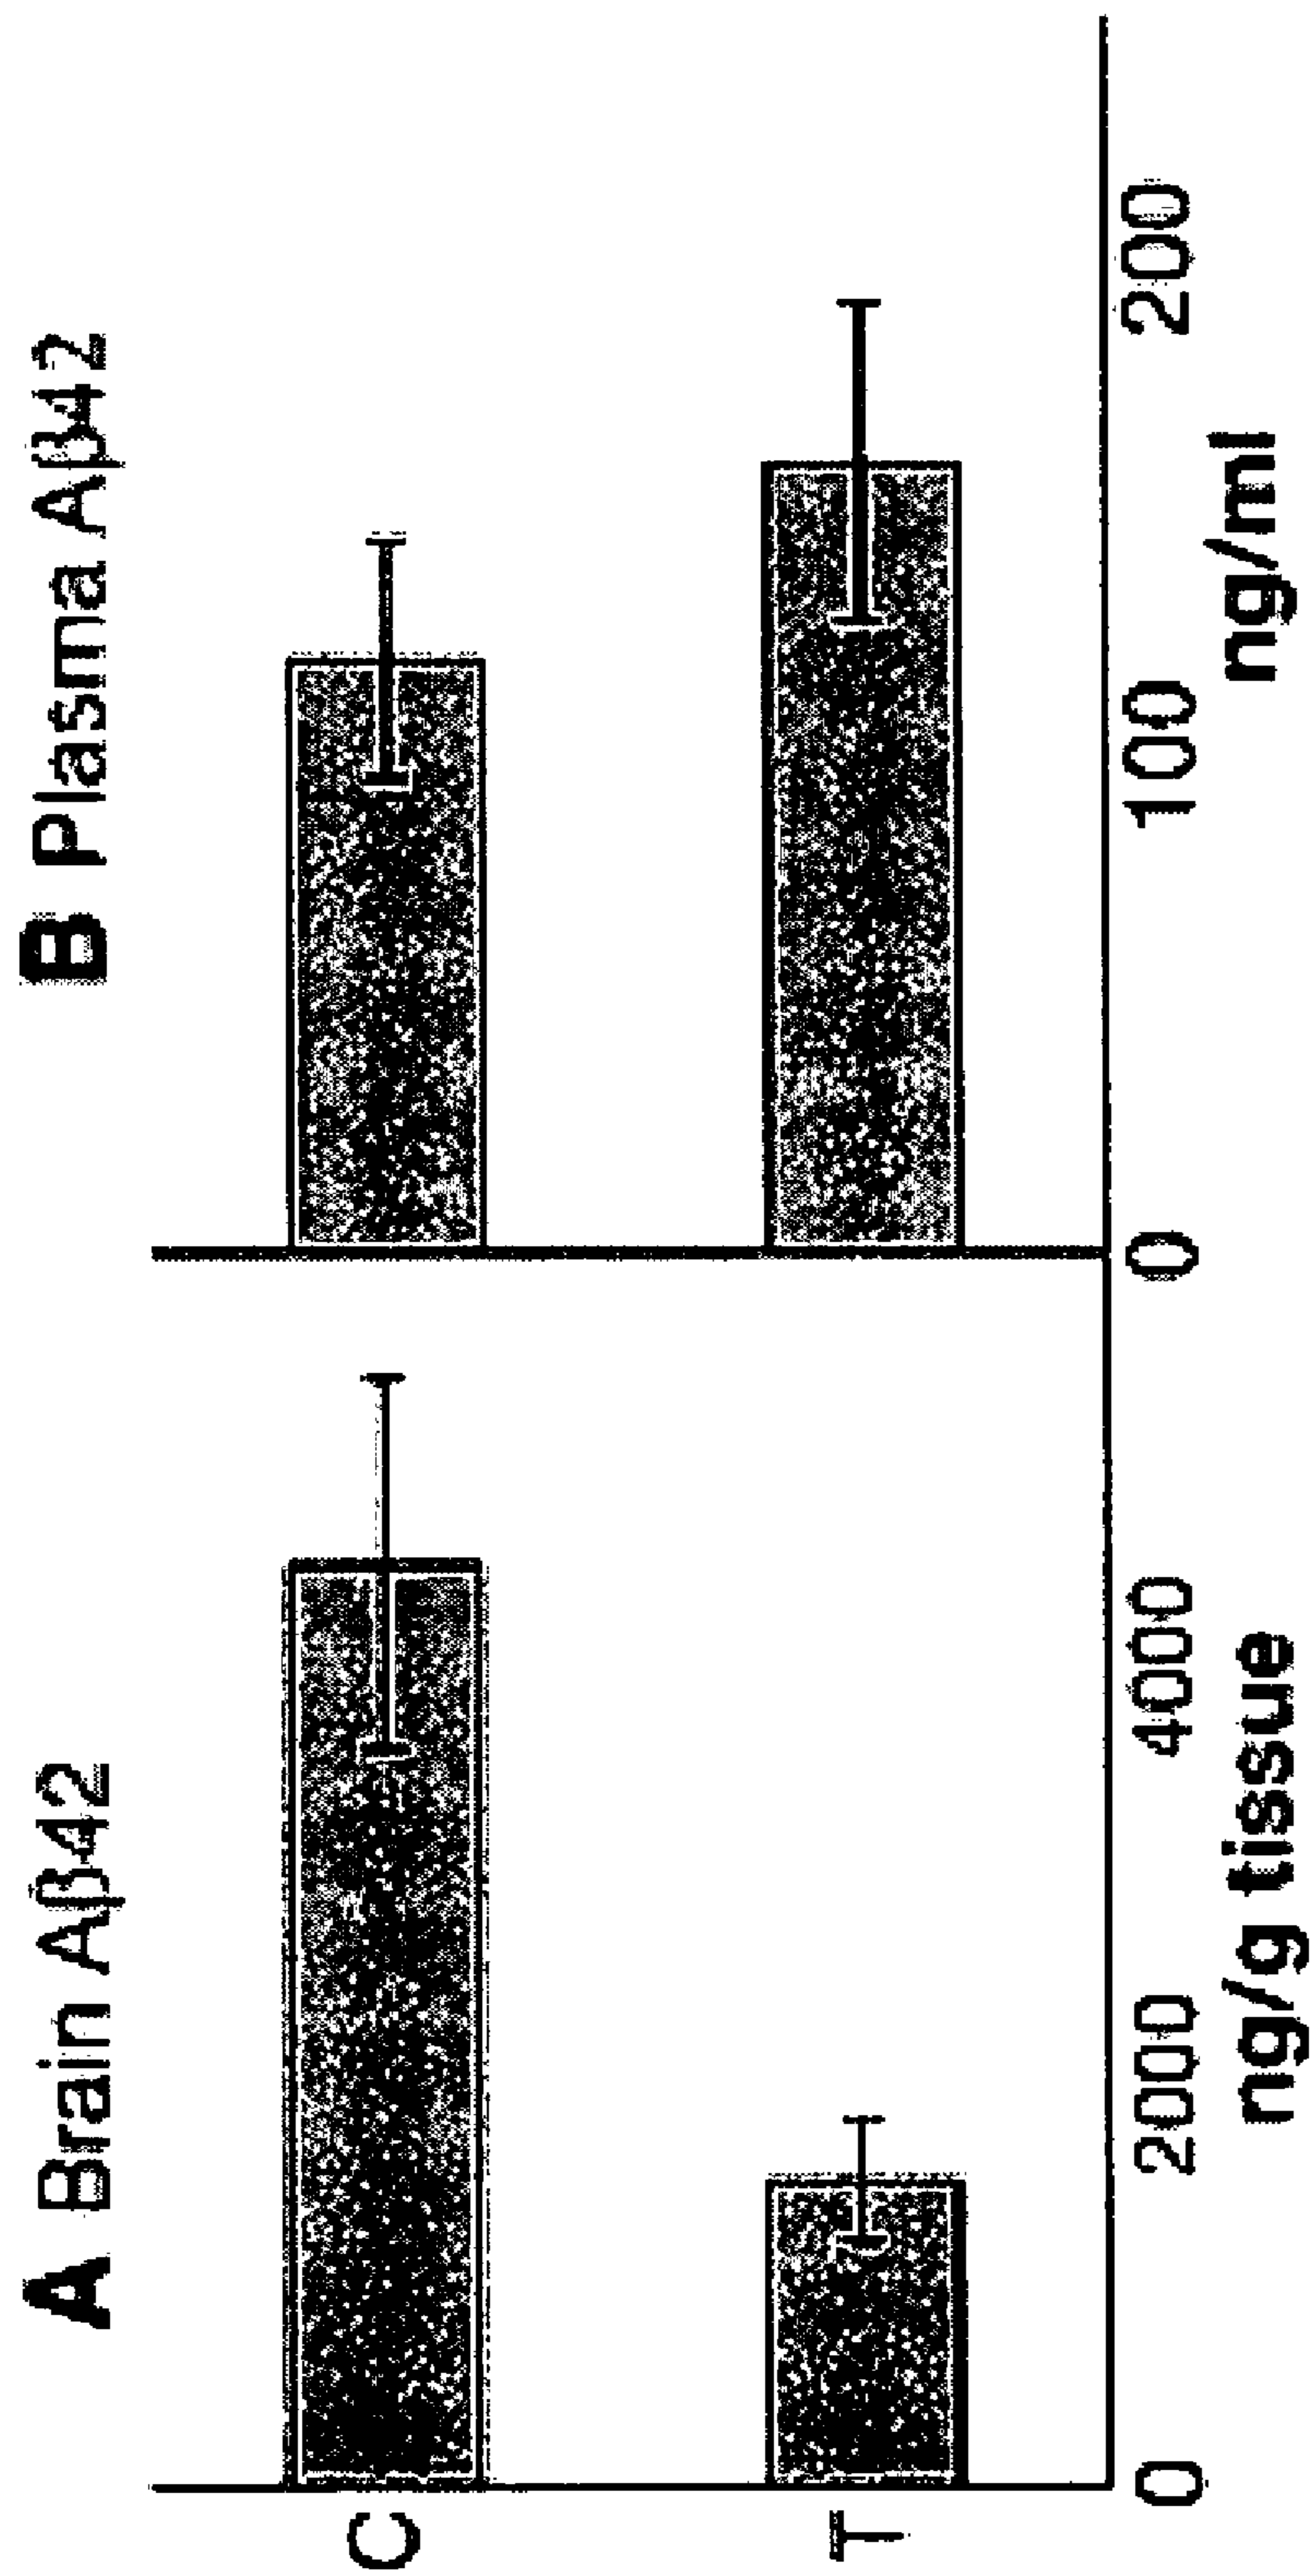 A Brain Aβ42
B Plasma Aβ42
C
T
0
2000
4000
0
100
200
ng/g tissue
ng/ml